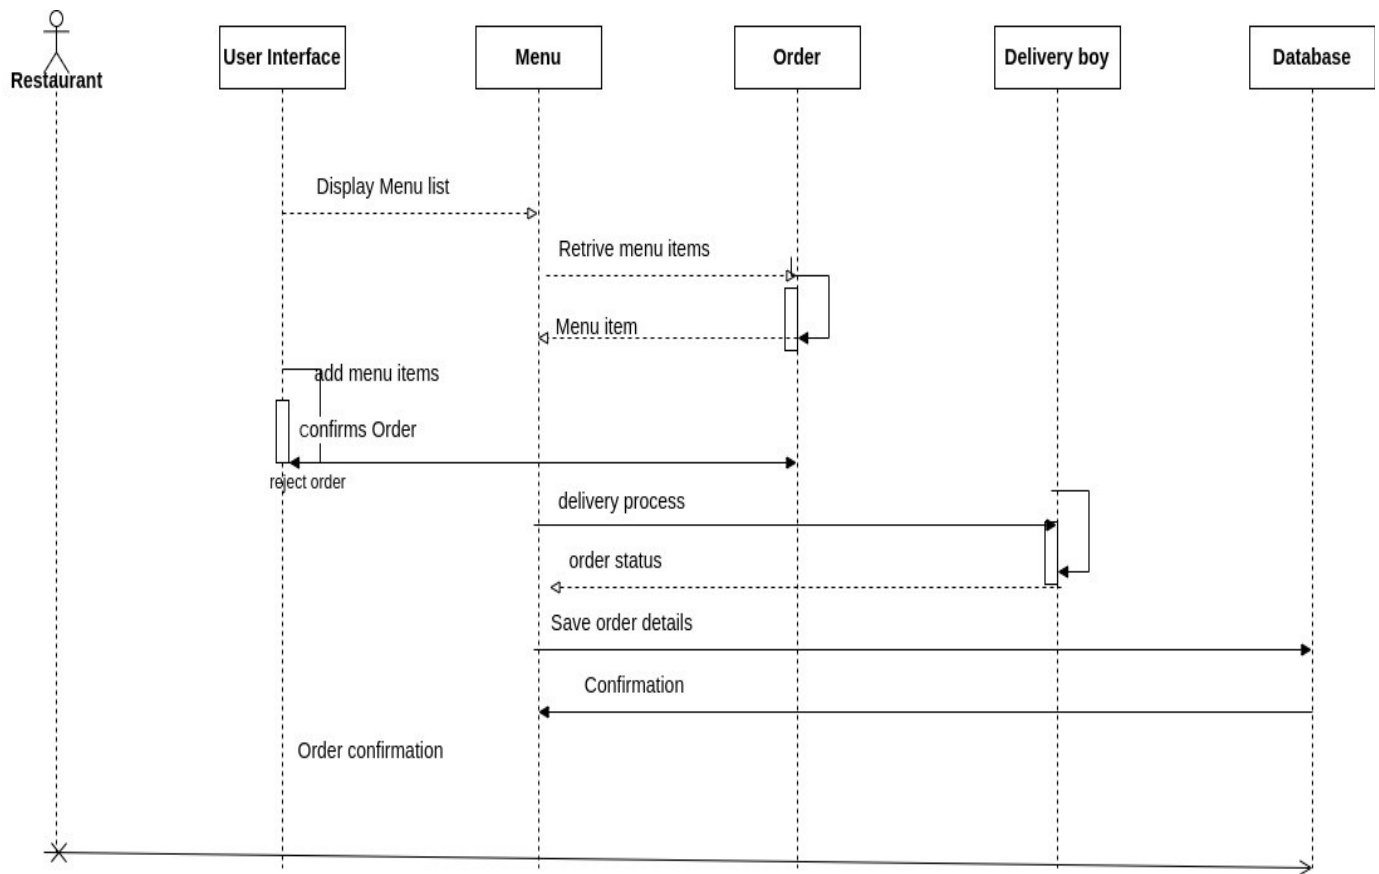 Restaurant
User Interface
Menu
Order
Delivery boy
Database
Display Menu list
Retrive menu items
Menu item
add menu items
confirms Order
reject order
delivery process
order status
Save order details
Confirmation
Order confirmation